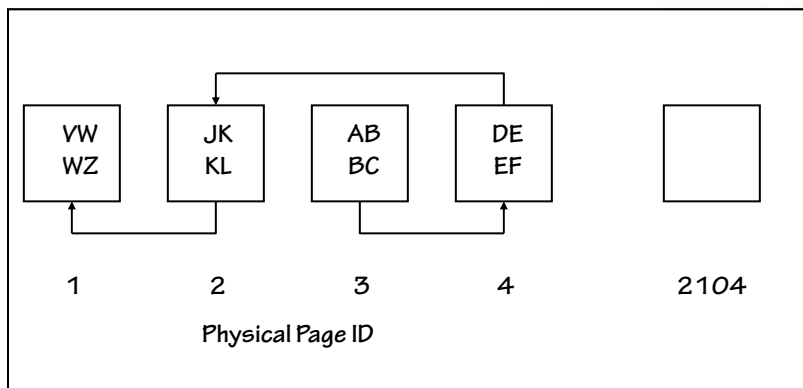 VW
WZ
JK
KL
AB
BC
DE
EF
1 2 3 4 2104
Physical Page ID